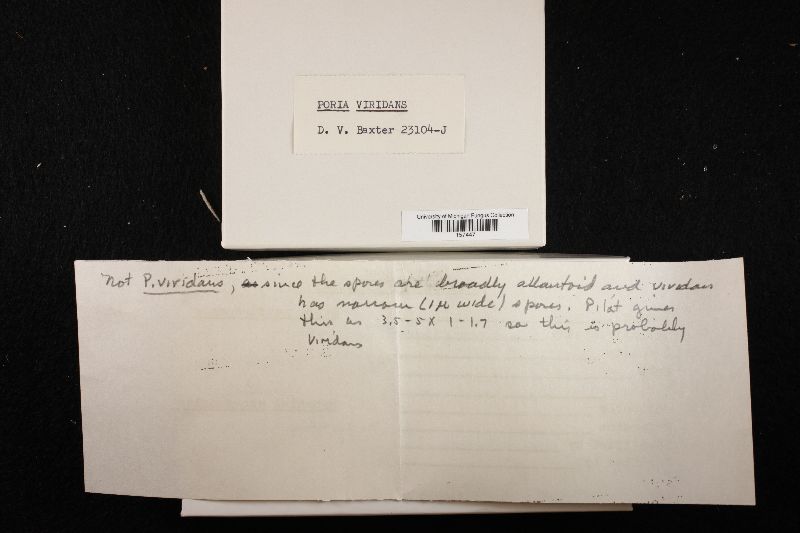 PORIA VIRIDANS
D. V. Baxter 23104-J
University of Michigan Fungus Collection
Not P. viridans, as since the spores are broadly allantoid and viridans
has narrow (1µ wide) spores. Pilat gives
this as 3.5-5 X 1-1.7 so this is probably
viridans